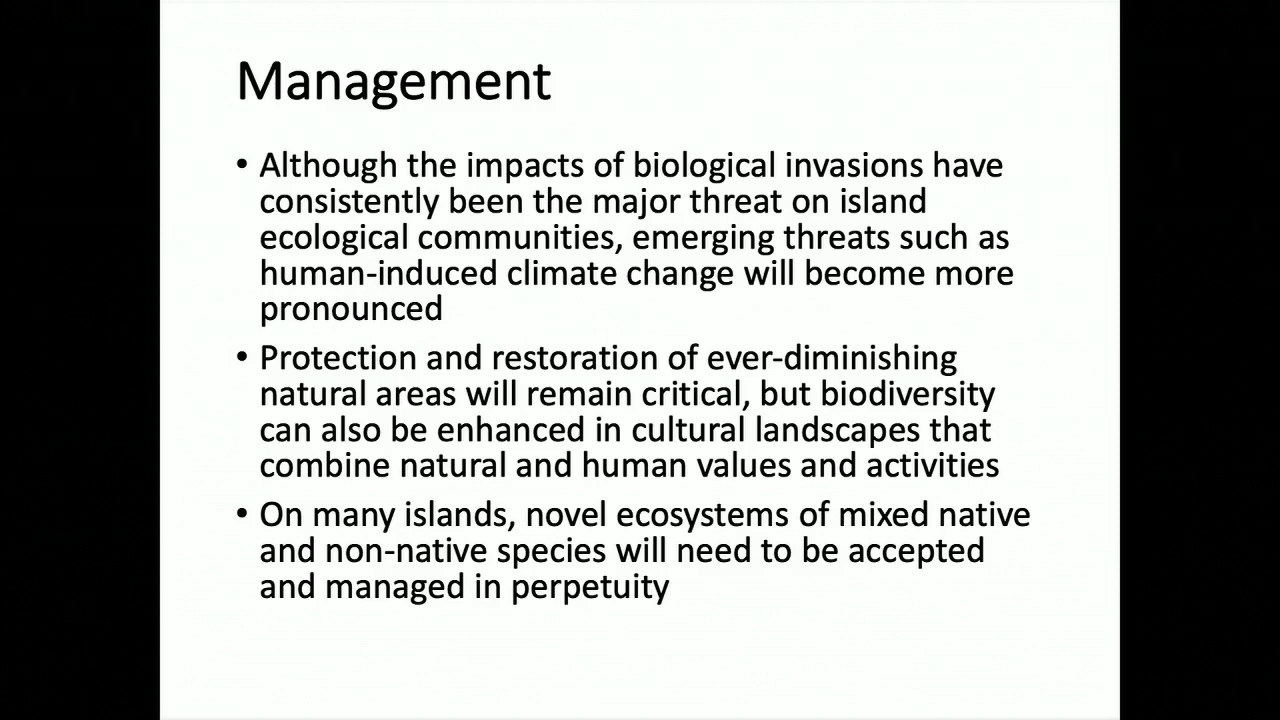 Management
• Although the impacts of biological invasions have
consistently been the major threat on island
ecological communities, emerging threats such as
human-induced climate change will become more
pronounced
• Protection and restoration of ever-diminishing
natural areas will remain critical, but biodiversity
can also be enhanced in cultural landscapes that
combine natural and human values and activities
• On many islands, novel ecosystems of mixed native
and non-native species will need to be accepted
and managed in perpetuity